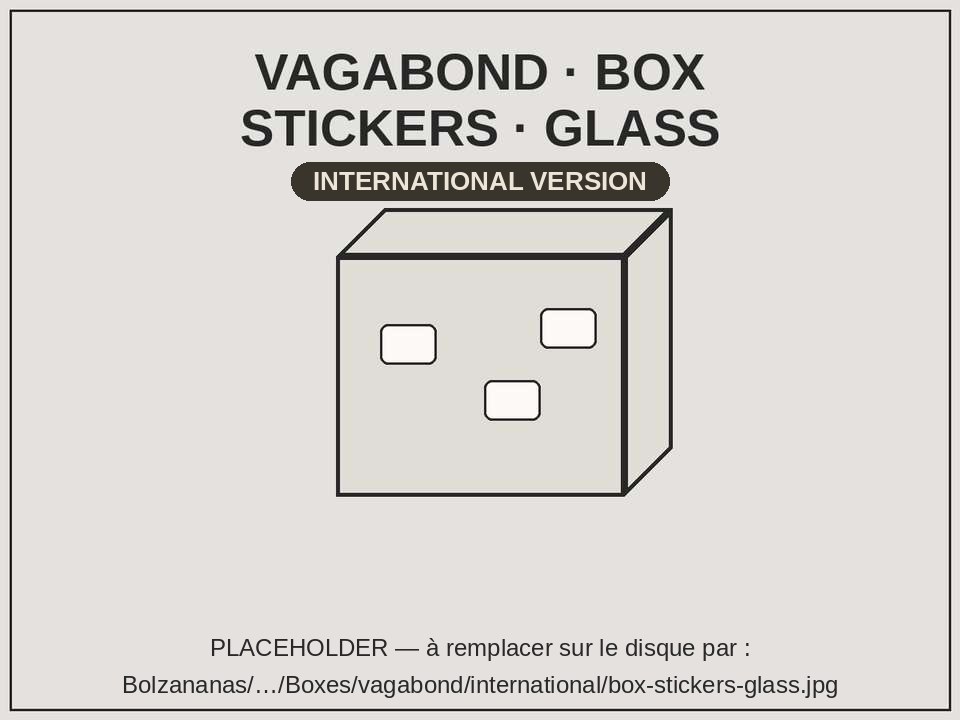 VAGABOND · BOX
STICKERS · GLASS
INTERNATIONAL VERSION
PLACEHOLDER — à remplacer sur le disque par :
Bolzananas/…/Boxes/vagabond/international/box-stickers-glass.jpg